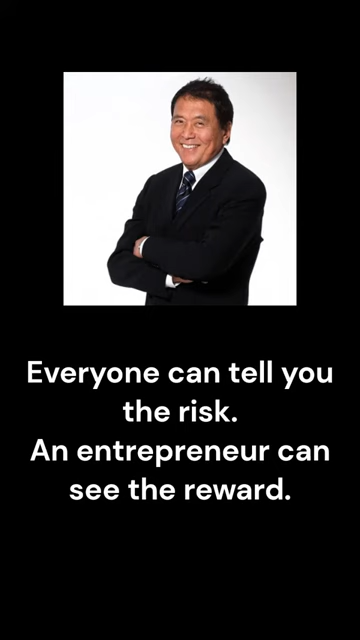 Everyone can tell you
the risk.
An entrepreneur can
see the reward.